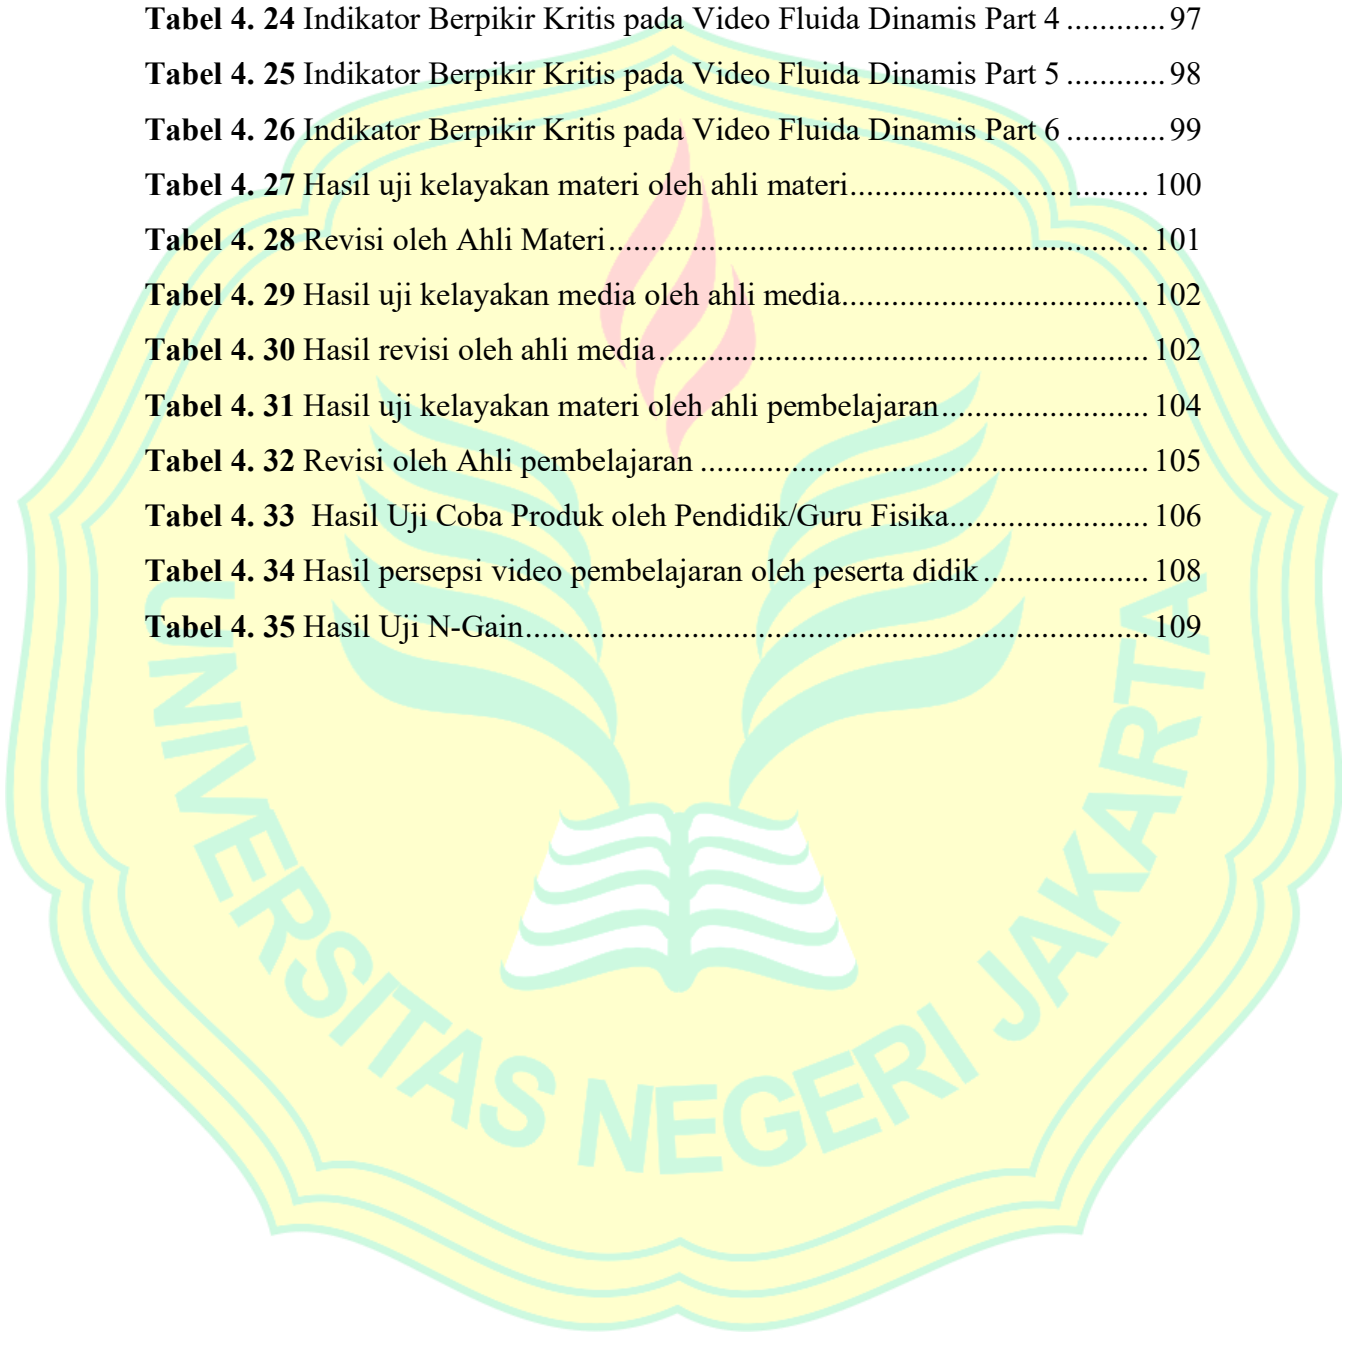 Tabel 4. 24 Indikator Berpikir Kritis pada Video Fluida Dinamis Part 4 ............ 97
Tabel 4. 25 Indikator Berpikir Kritis pada Video Fluida Dinamis Part 5 ............ 98
Tabel 4. 26 Indikator Berpikir Kritis pada Video Fluida Dinamis Part 6 ............ 99
Tabel 4. 27 Hasil uji kelayakan materi oleh ahli materi.................................... 100
Tabel 4. 28 Revisi oleh Ahli Materi.................................................................. 101
Tabel 4. 29 Hasil uji kelayakan media oleh ahli media..................................... 102
Tabel 4. 30 Hasil revisi oleh ahli media............................................................ 102
Tabel 4. 31 Hasil uji kelayakan materi oleh ahli pembelajaran......................... 104
Tabel 4. 32 Revisi oleh Ahli pembelajaran ....................................................... 105
Tabel 4. 33  Hasil Uji Coba Produk oleh Pendidik/Guru Fisika........................ 106
Tabel 4. 34 Hasil persepsi video pembelajaran oleh peserta didik .................... 108
Tabel 4. 35 Hasil Uji N-Gain............................................................................ 109
UNIVERSITAS NEGERI JAKARTA